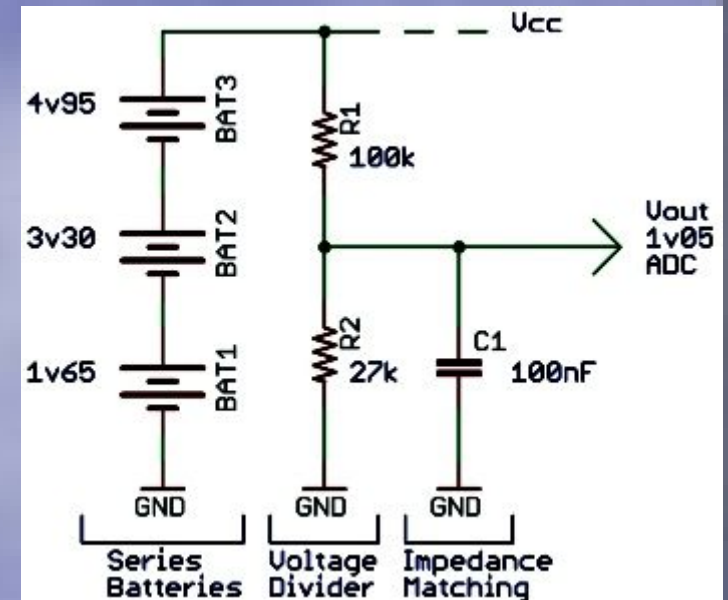 Vcc
4v95
BAT3
R1
100k
3v30
BAT2
Vout
1v05
ADC
R2
27k
C1
100nF
1v65
BAT1
GND
GND
GND
Series
Batteries
Voltage
Divider
Impedance
Matching